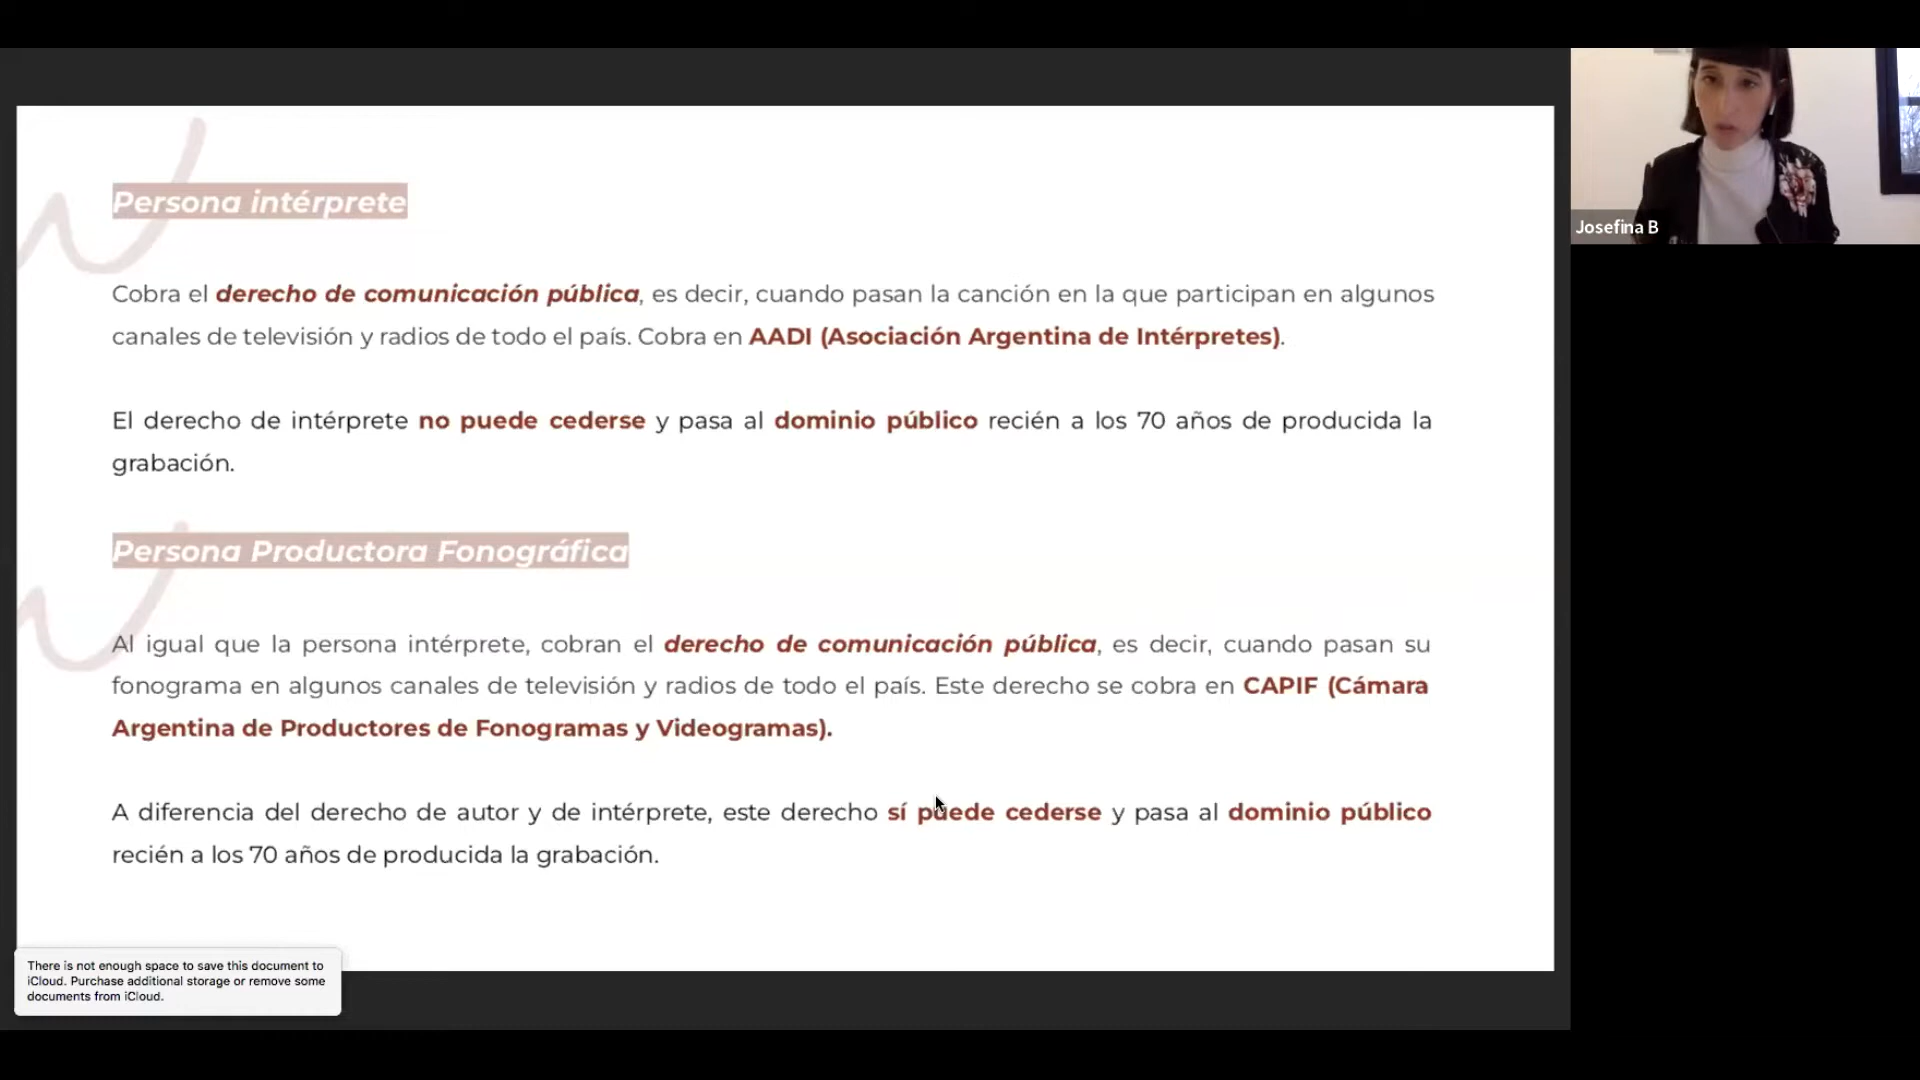 Persona intérprete
Cobra el derecho de comunicación pública, es decir, cuando pasan la canción en la que participan en algunos
canales de televisión y radios de todo el país. Cobra en AADI (Asociación Argentina de Intérpretes).
El derecho de intérprete no puede cederse y pasa al dominio público recién a los 70 años de producida la
grabación.
Persona Productora Fonográfica
Al igual que la persona intérprete, cobran el derecho de comunicación pública, es decir, cuando pasan su
fonograma en algunos canales de televisión y radios de todo el país. Este derecho se cobra en CAPIF (Cámara
Argentina de Productores de Fonogramas y Videogramas).
A diferencia del derecho de autor y de intérprete, este derecho sí puede cederse y pasa al dominio público
recién a los 70 años de producida la grabación.
There is not enough space to save this document to
iCloud. Purchase additional storage or remove some
documents from iCloud.
Josefina B